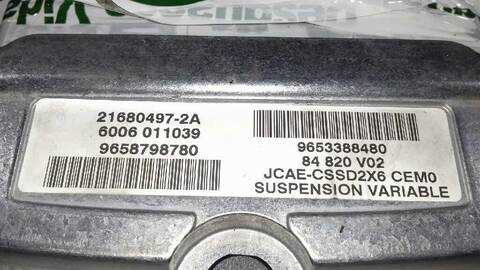 21680497-2A
6006 011039
9658798780
9653388480
84 820 V02
JCAE-CSSD2X6 CEM0
SUSPENSION VARIABLE